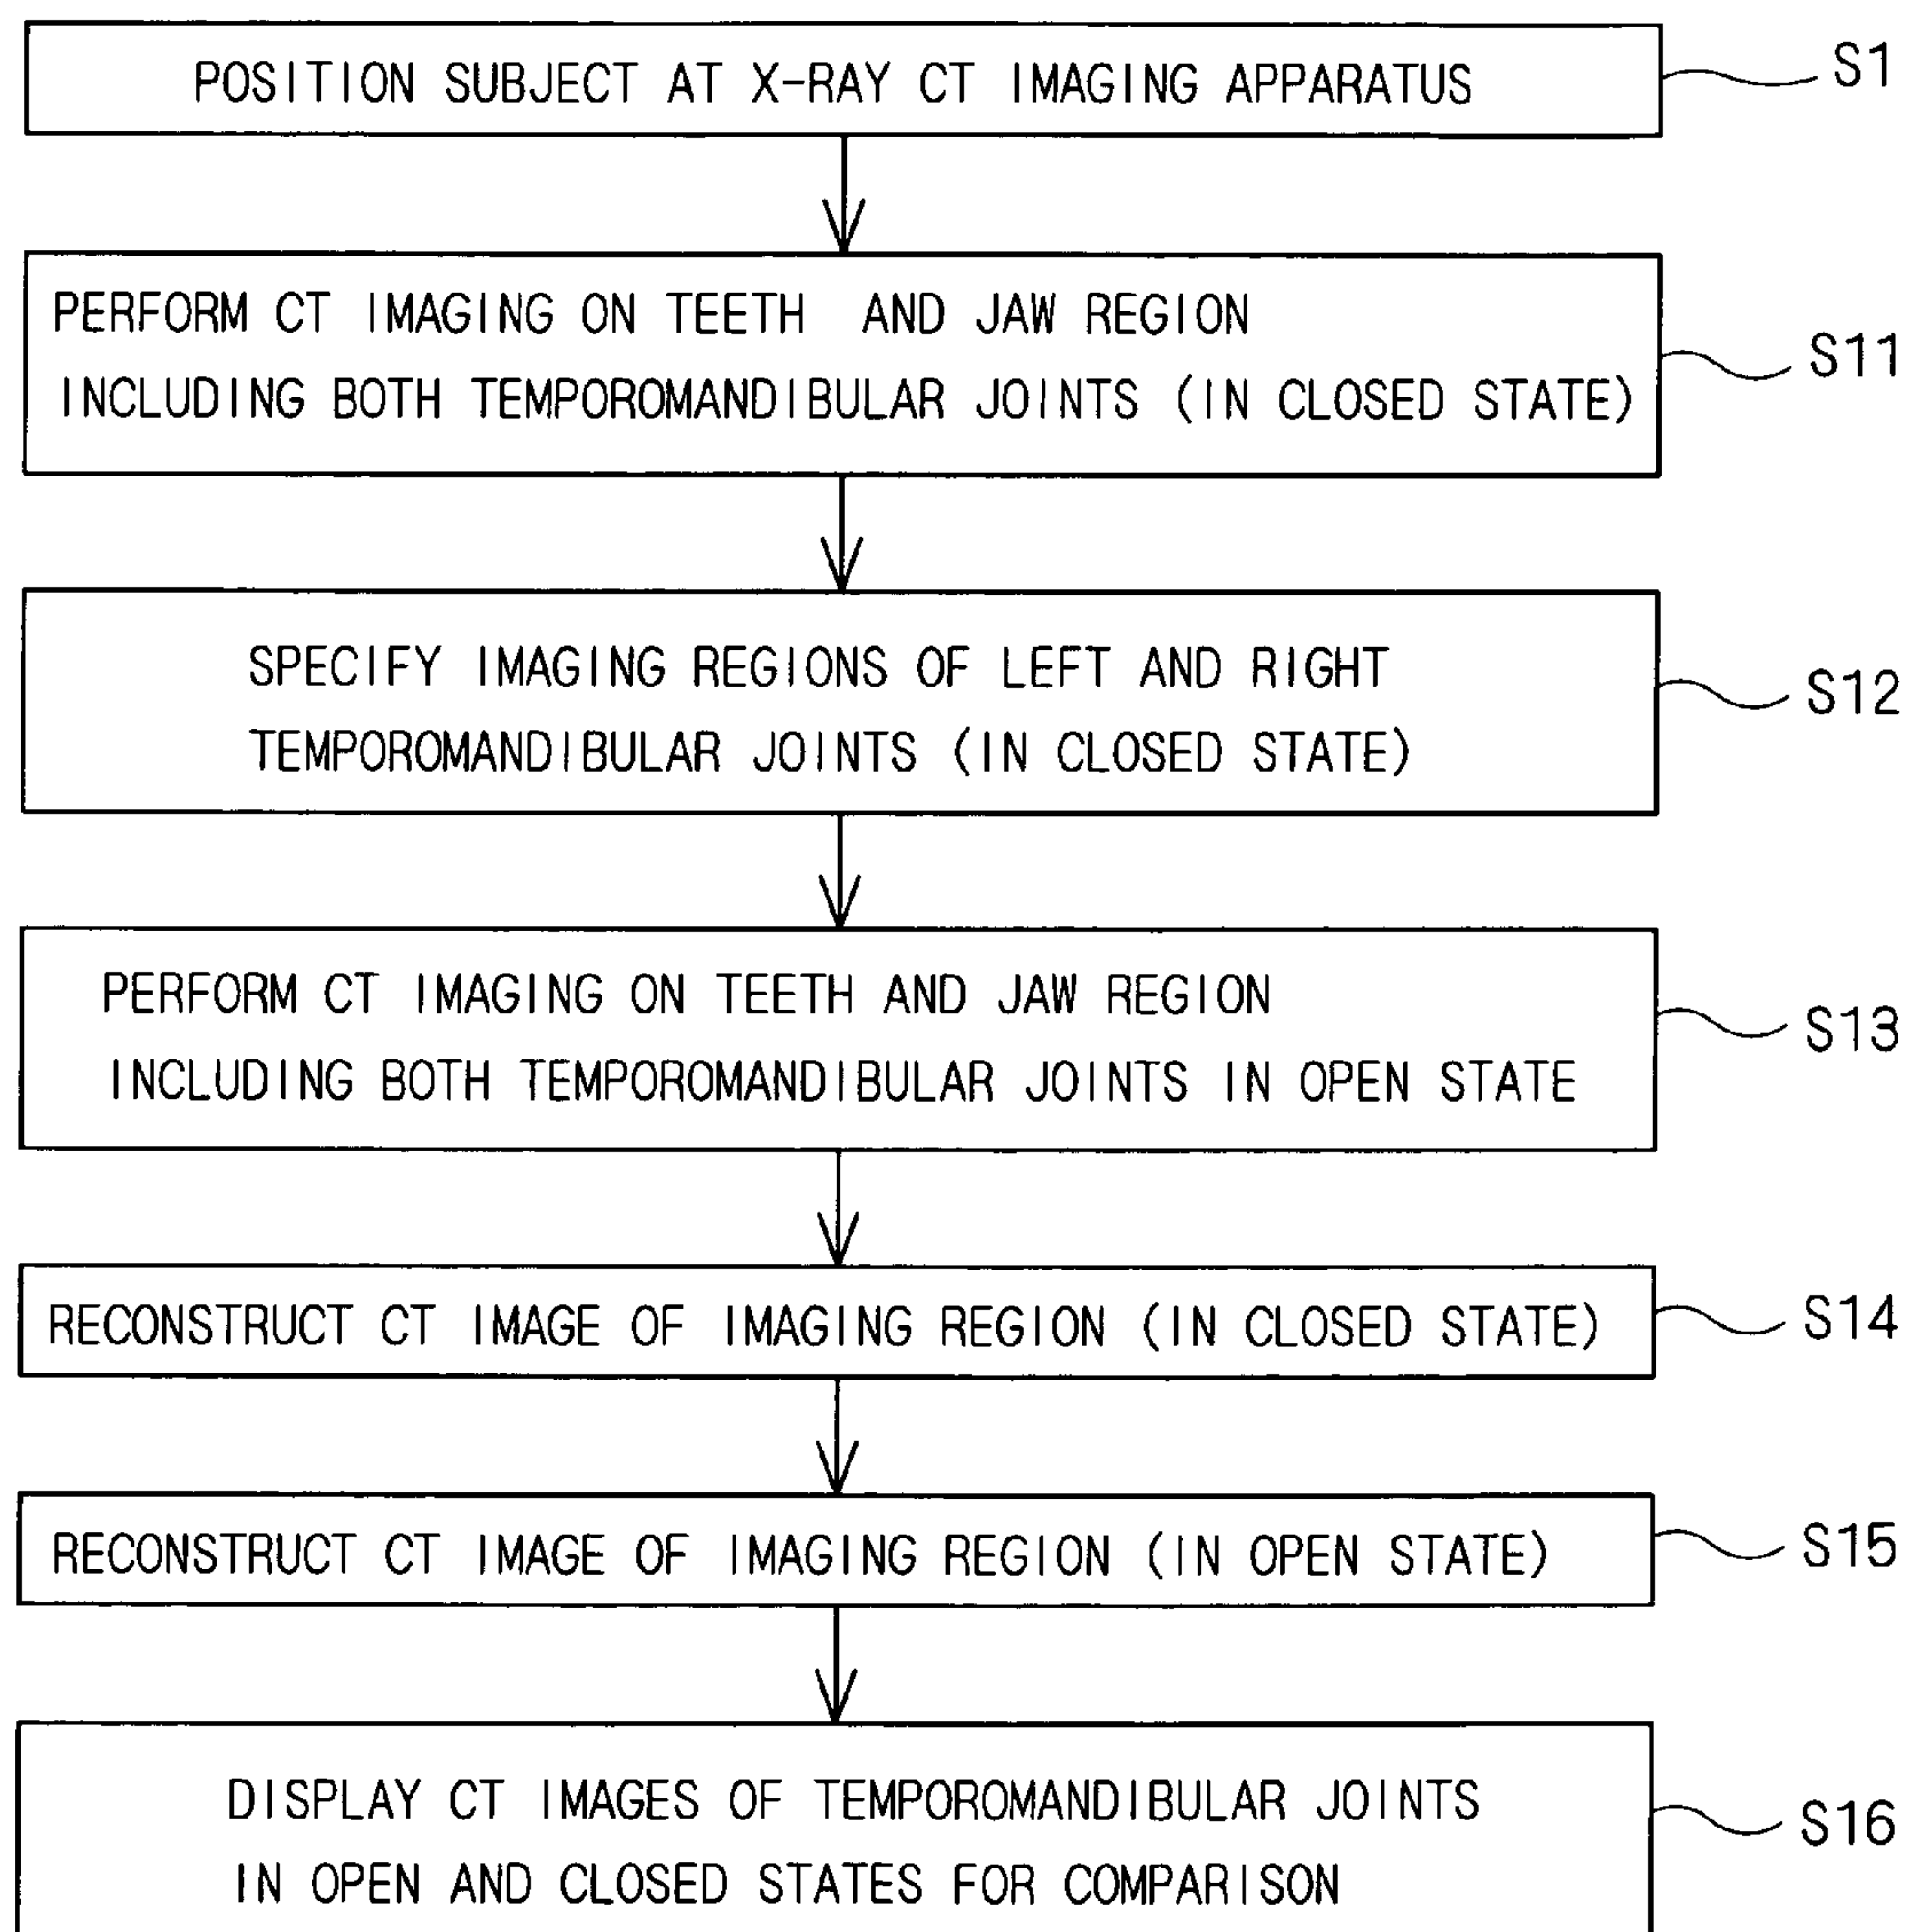 POSITION SUBJECT AT X-RAY CT IMAGING APPARATUS
S1
PERFORM CT IMAGING ON TEETH AND JAW REGION
INCLUDING BOTH TEMPOROMANDIBULAR JOINTS (IN CLOSED STATE)
S11
SPECIFY IMAGING REGIONS OF LEFT AND RIGHT
TEMPOROMANDIBULAR JOINTS (IN CLOSED STATE)
S12
PERFORM CT IMAGING ON TEETH AND JAW REGION
INCLUDING BOTH TEMPOROMANDIBULAR JOINTS IN OPEN STATE
S13
RECONSTRUCT CT IMAGE OF IMAGING REGION (IN CLOSED STATE)
S14
RECONSTRUCT CT IMAGE OF IMAGING REGION (IN OPEN STATE)
S15
DISPLAY CT IMAGES OF TEMPOROMANDIBULAR JOINTS
IN OPEN AND CLOSED STATES FOR COMPARISON
S16